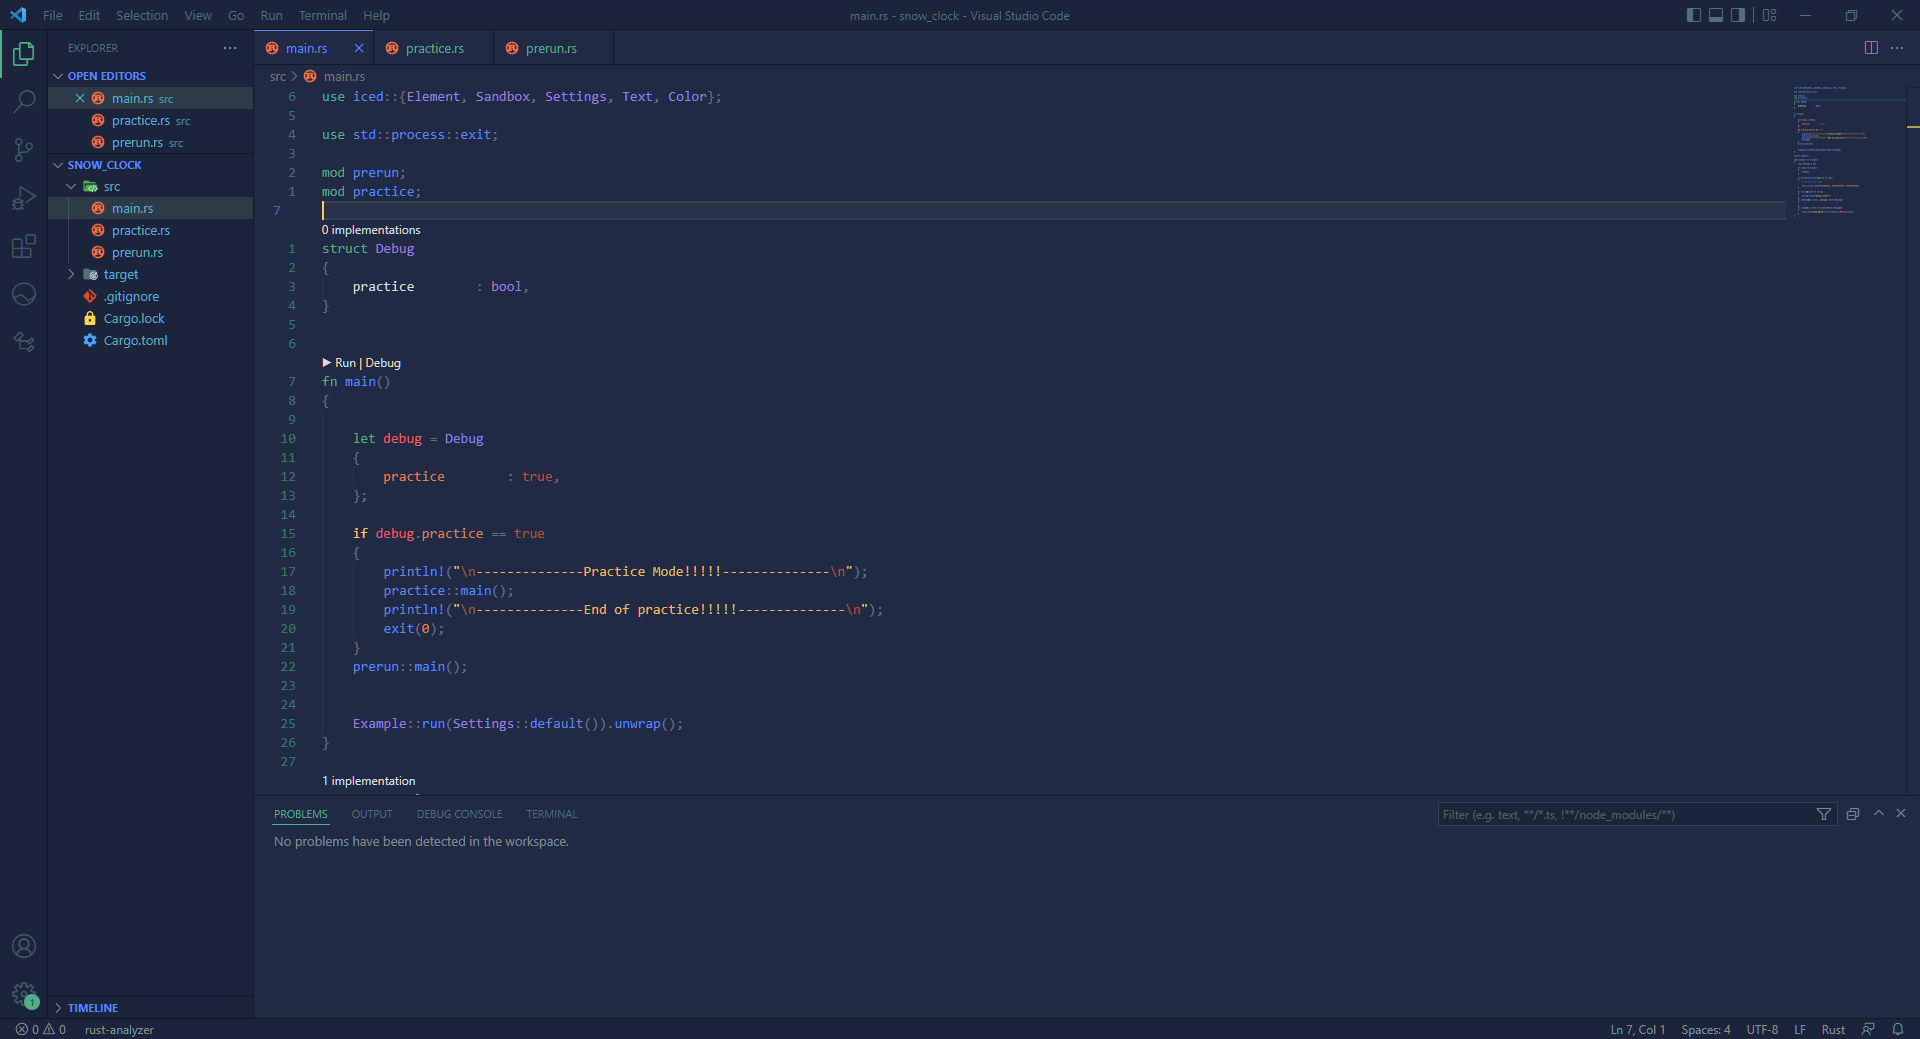 File Edit Selection View Go Run Terminal Help
main.rs - snow_clock - Visual Studio Code
EXPLORER
OPEN EDITORS
main.rs src
practice.rs src
prerun.rs src
SNOW_CLOCK
src
main.rs
practice.rs
prerun.rs
target
.gitignore
Cargo.lock
Cargo.toml
TIMELINE
main.rs practice.rs prerun.rs
src > main.rs
6 use iced::{Element, Sandbox, Settings, Text, Color};
5
4 use std::process::exit;
3
2 mod prerun;
1 mod practice;
7
0 implementations
1 struct Debug
2 {
3 practice : bool,
4 }
5
6
Run | Debug
7 fn main()
8 {
9
10 let debug = Debug
11 {
12 practice : true,
13 };
14
15 if debug.practice == true
16 {
17 println!("\n--------------Practice Mode!!!!!--------------\n");
18 practice::main();
19 println!("\n--------------End of practice!!!!!--------------\n");
20 exit(0);
21 }
22 prerun::main();
23
24
25 Example::run(Settings::default()).unwrap();
26 }
27
1 implementation
PROBLEMS OUTPUT DEBUG CONSOLE TERMINAL
Filter (e.g. text, **/*.ts, !**/node_modules/**)
No problems have been detected in the workspace.
1
0 0 rust-analyzer
Ln 7, Col 1 Spaces: 4 UTF-8 LF Rust